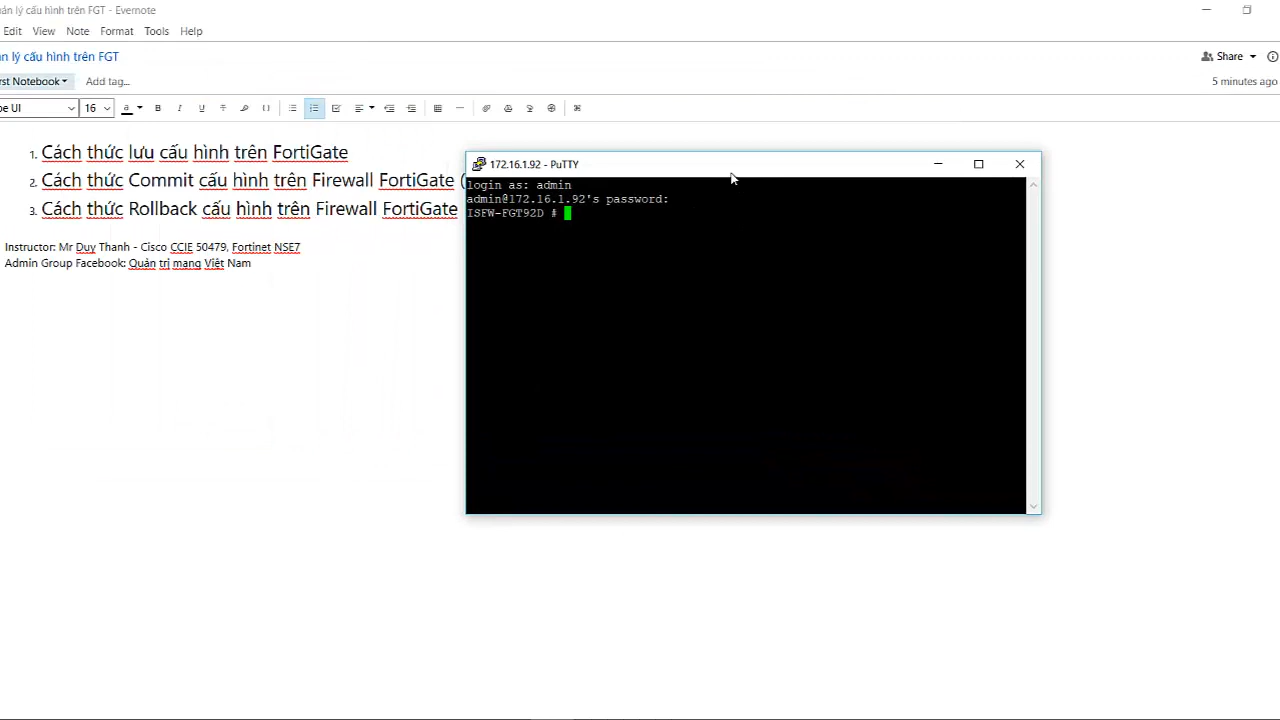 ản lý cấu hình trên FGT - Evernote
Edit View Note Format Tools Help
n lý cấu hình trên FGT
Share
rst Notebook Add tag...
5 minutes ago
oe UI 16
1. Cách thức lưu cấu hình trên FortiGate
2. Cách thức Commit cấu hình trên Firewall FortiGate (
3. Cách thức Rollback cấu hình trên Firewall FortiGate
Instructor: Mr Duy Thanh - Cisco CCIE 50479, Fortinet NSE7
Admin Group Facebook: Quản trị mạng Việt Nam
172.16.1.92 - PuTTY
login as: admin
admin@172.16.1.92's password:
ISFW-FGT92D #